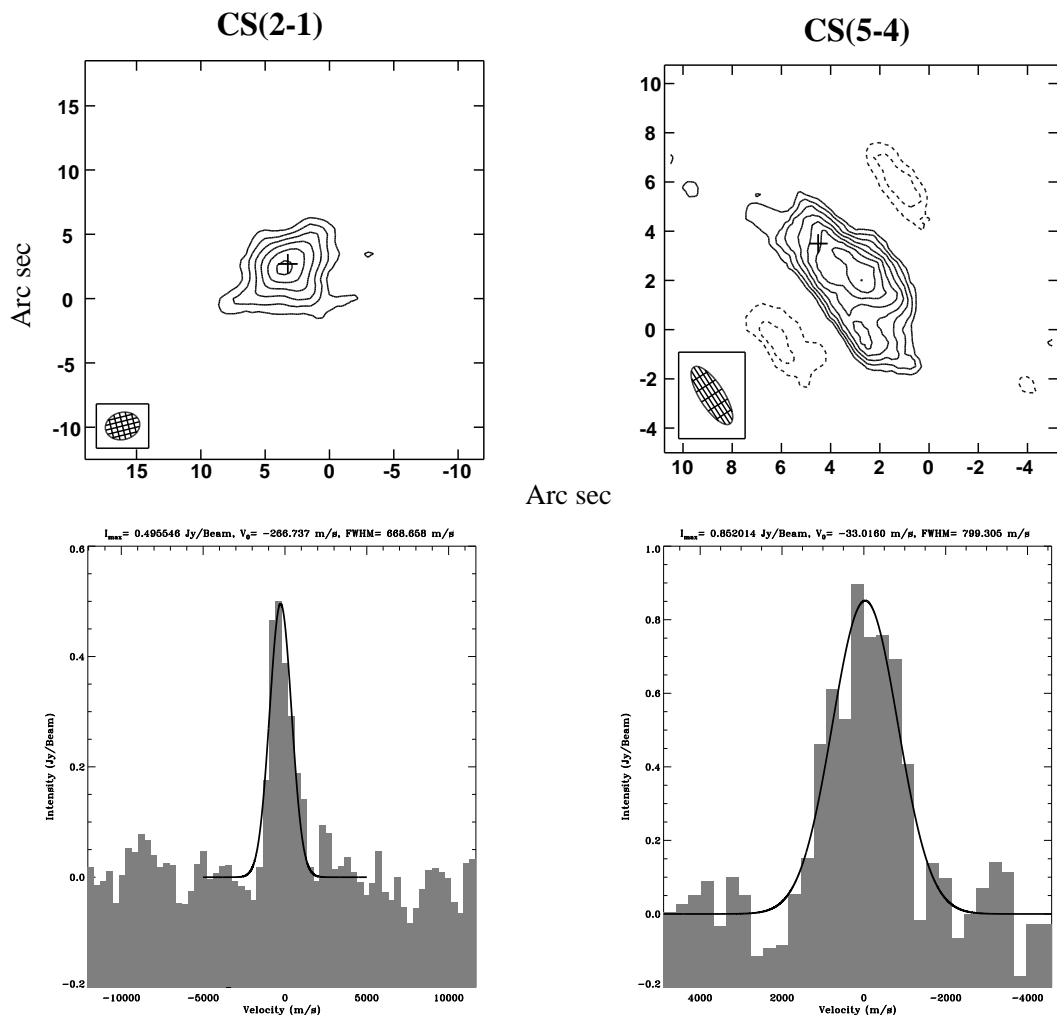 CS(2-1)
CS(5-4)
15
10
5
0
-5
-10
15 10 5 0 -5 -10
10
8
6
4
2
0
-2
-4
10 8 6 4 2 0 -2 -4
Arc sec
Arc sec
I_max= 0.495546 Jy/Beam, V_0= -266.737 m/s, FWHM= 668.658 m/s
0.6
0.4
0.2
0.0
-0.2
Intensity (Jy/Beam)
-10000 -5000 0 5000 10000
Velocity (m/s)
I_max= 0.852014 Jy/Beam, V_0= -33.0160 m/s, FWHM= 799.305 m/s
1.0
0.8
0.6
0.4
0.2
0.0
-0.2
Intensity (Jy/Beam)
4000 2000 0 -2000 -4000
Velocity (m/s)